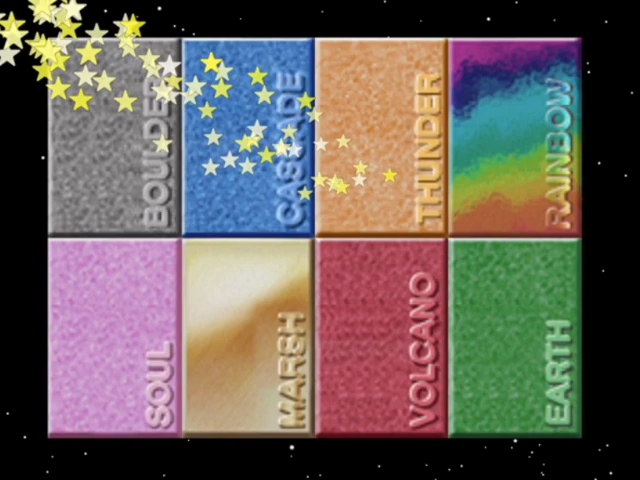 BOULDER
CASCADE
THUNDER
RAINBOW
SOUL
MARSH
VOLCANO
EARTH